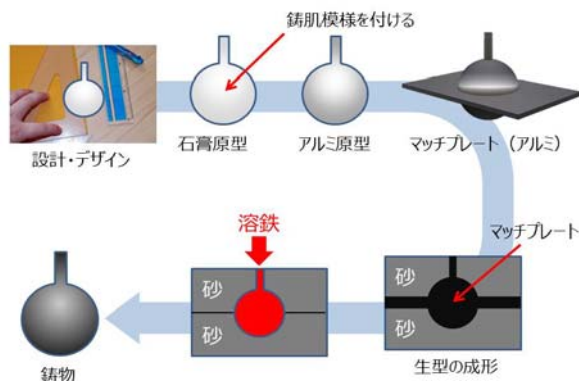 鋳肌模様を付ける
設計・デザイン
石膏原型
アルミ原型
マッチプレート（アルミ）
溶鉄
マッチプレート
砂
砂
砂
砂
鋳物
生型の成形